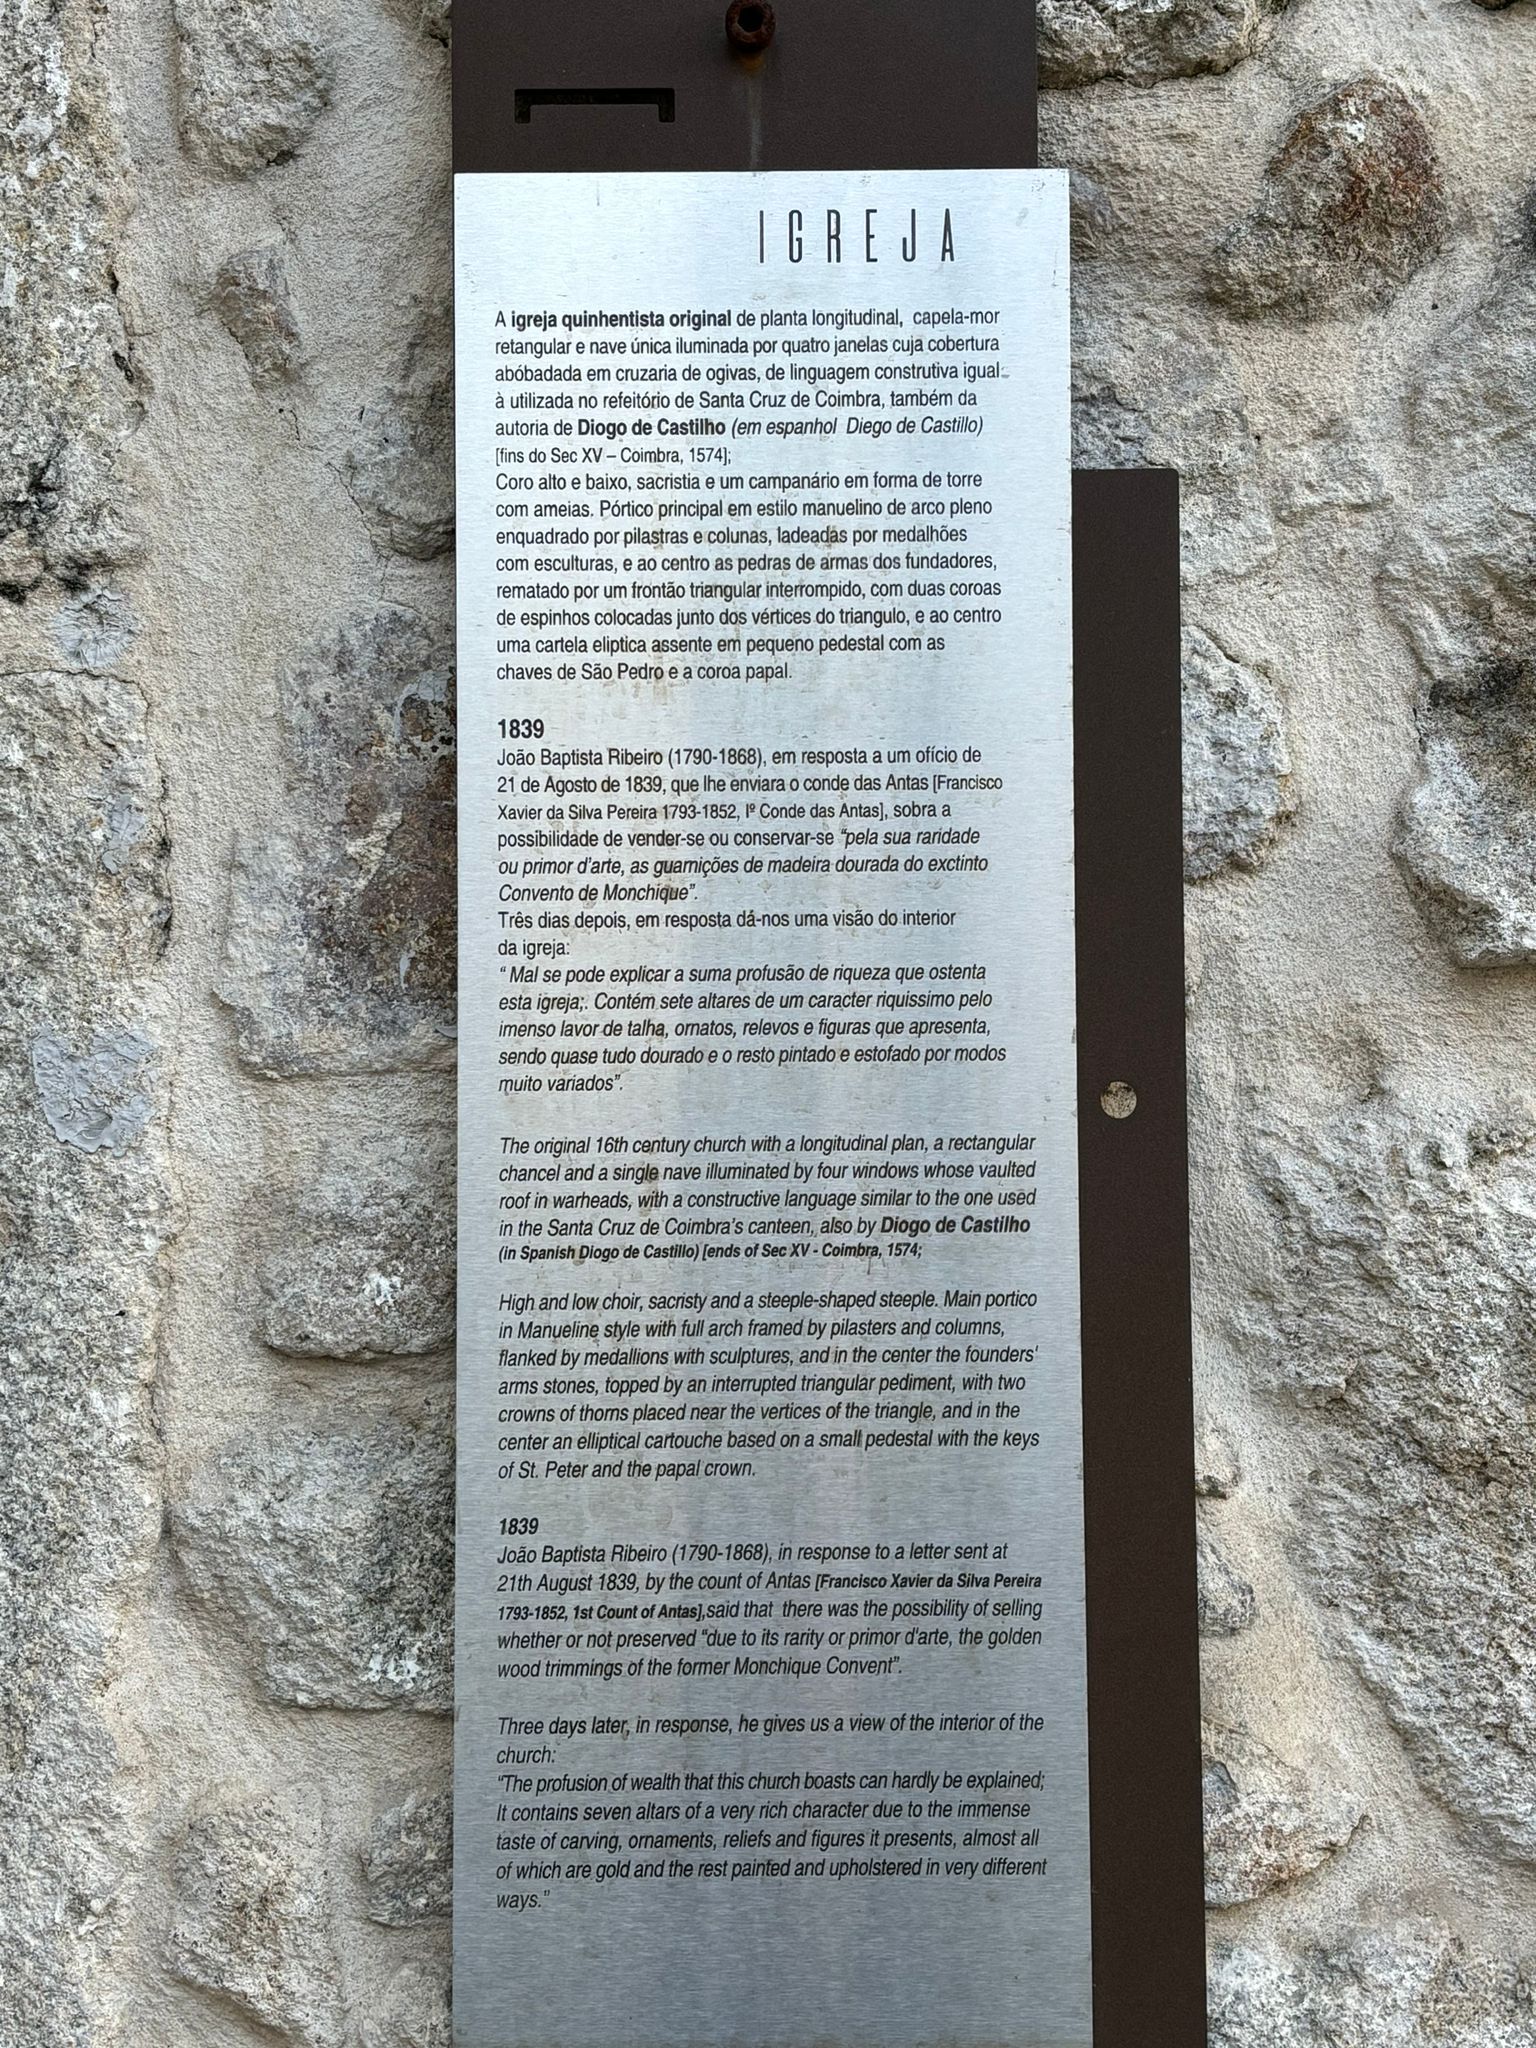 IGREJA
A igreja quinhentista original de planta longitudinal, capela-mor
retangular e nave única iluminada por quatro janelas cuja cobertura
abóbadada em cruzaria de ogivas, de linguagem construtiva igual
à utilizada no refeitório de Santa Cruz de Coimbra, também da
autoria de Diogo de Castilho (em espanhol Diego de Castillo)
[fins do Sec XV – Coimbra, 1574];
Coro alto e baixo, sacristia e um campanário em forma de torre
com ameias. Pórtico principal em estilo manuelino de arco pleno
enquadrado por pilastras e colunas, ladeadas por medalhões
com esculturas, e ao centro as pedras de armas dos fundadores,
rematado por um frontão triangular interrompido, com duas coroas
de espinhos colocadas junto dos vértices do triangulo, e ao centro
uma cartela eliptica assente em pequeno pedestal com as
chaves de São Pedro e a coroa papal.
1839
João Baptista Ribeiro (1790-1868), em resposta a um ofício de
21 de Agosto de 1839, que lhe enviara o conde das Antas [Francisco
Xavier da Silva Pereira 1793-1852, Iº Conde das Antas], sobra a
possibilidade de vender-se ou conservar-se “pela sua raridade
ou primor d'arte, as guarnições de madeira dourada do exctinto
Convento de Monchique”.
Três dias depois, em resposta dá-nos uma visão do interior
da igreja:
“ Mal se pode explicar a suma profusão de riqueza que ostenta
esta igreja;. Contém sete altares de um caracter riquissimo pelo
imenso lavor de talha, ornatos, relevos e figuras que apresenta,
sendo quase tudo dourado e o resto pintado e estofado por modos
muito variados”.
The original 16th century church with a longitudinal plan, a rectangular
chancel and a single nave illuminated by four windows whose vaulted
roof in warheads, with a constructive language similar to the one used
in the Santa Cruz de Coimbra's canteen, also by Diogo de Castilho
(in Spanish Diogo de Castillo) [ends of Sec XV - Coimbra, 1574;
High and low choir, sacristy and a steeple-shaped steeple. Main portico
in Manueline style with full arch framed by pilasters and columns,
flanked by medallions with sculptures, and in the center the founders'
arms stones, topped by an interrupted triangular pediment, with two
crowns of thorns placed near the vertices of the triangle, and in the
center an elliptical cartouche based on a small pedestal with the keys
of St. Peter and the papal crown.
1839
João Baptista Ribeiro (1790-1868), in response to a letter sent at
21th August 1839, by the count of Antas [Francisco Xavier da Silva Pereira
1793-1852, 1st Count of Antas],said that there was the possibility of selling
whether or not preserved “due to its rarity or primor d'arte, the golden
wood trimmings of the former Monchique Convent”.
Three days later, in response, he gives us a view of the interior of the
church:
“The profusion of wealth that this church boasts can hardly be explained;
It contains seven altars of a very rich character due to the immense
taste of carving, ornaments, reliefs and figures it presents, almost all
of which are gold and the rest painted and upholstered in very different
ways.”